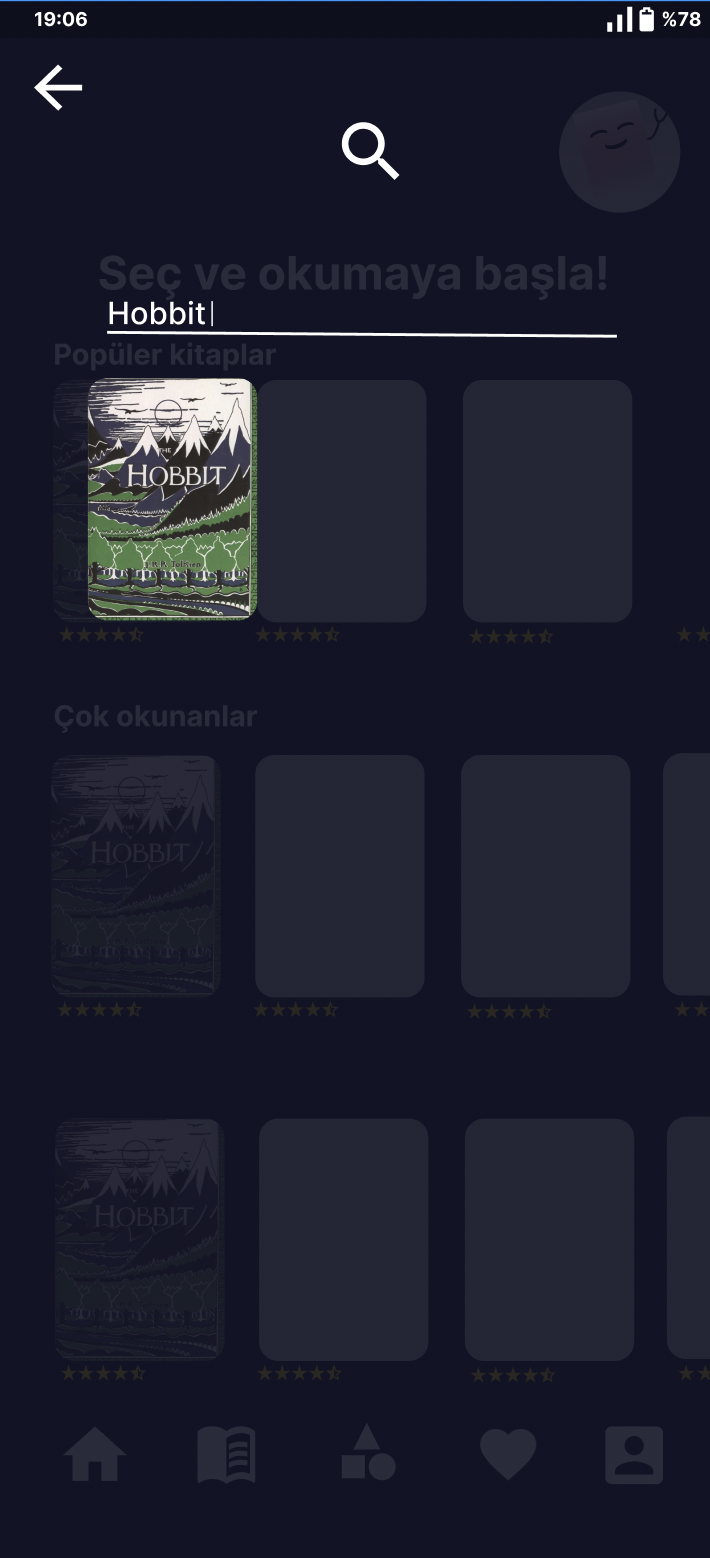 19:06 %78
Seç ve okumaya başla!
Hobbit
Popüler kitaplar
THE
HOBBIT
J.R.R. Tolkien
Çok okunanlar
HOBBIT
HOBBIT